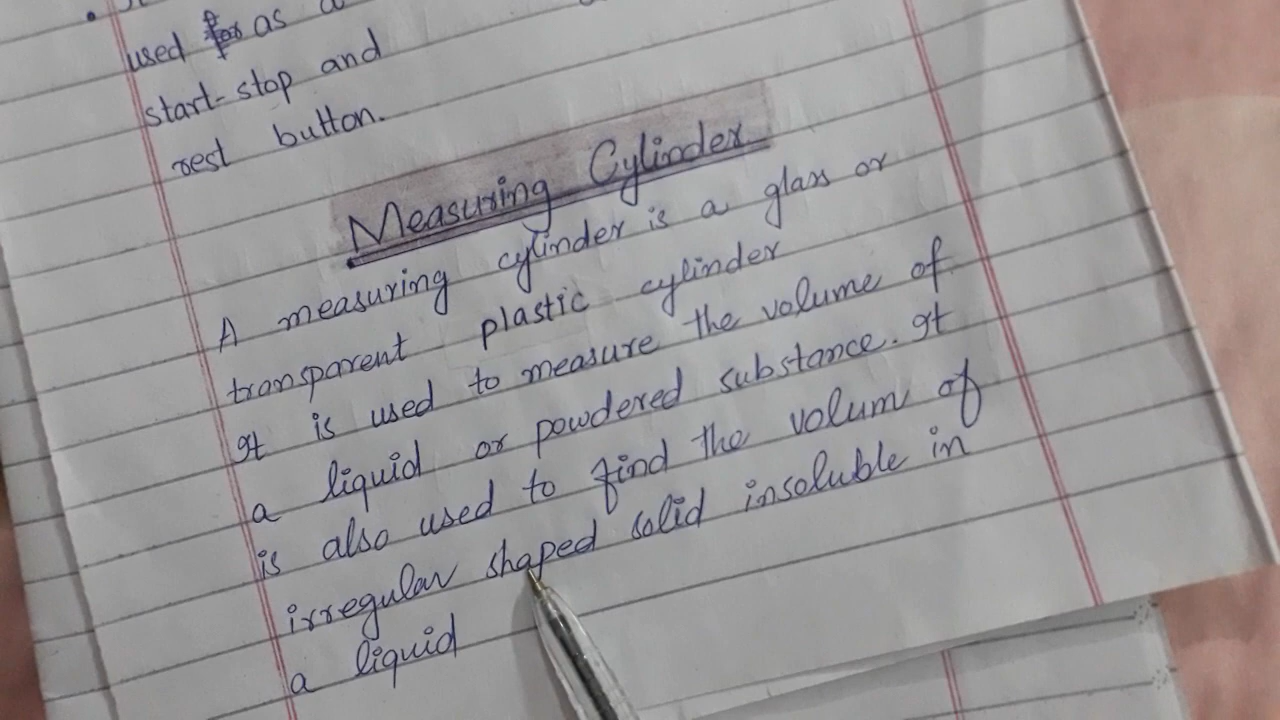 used as a
start-stop and
rest button.
Measuring Cylinder
A measuring cylinder is a glass or
transparent plastic cylinder
It is used to measure the volume of
a liquid or powdered substance. It
is also used to find the volum of
irregular shaped solid insoluble in
a liquid